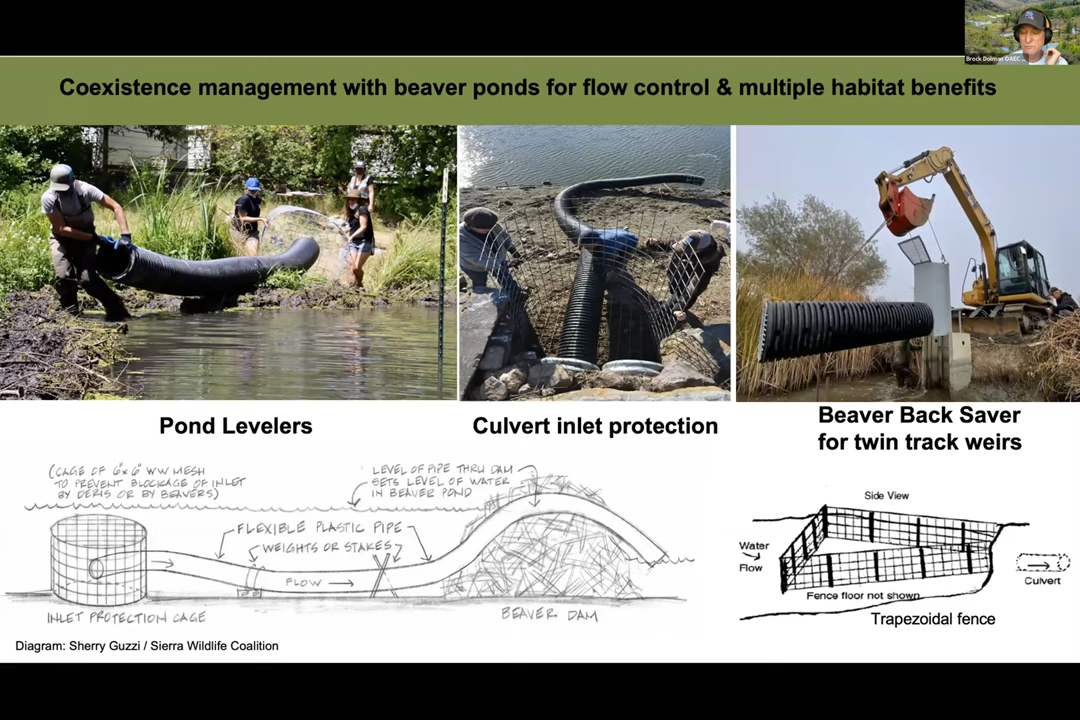 Brock Dolman OAEC
Coexistence management with beaver ponds for flow control & multiple habitat benefits
Pond Levelers
Culvert inlet protection
Beaver Back Saver
for twin track weirs
(CAGE OF 6"x 6" WW MESH
TO PREVENT BLOCKAGE OF INLET
BY DERIS OR BY BEAVERS)
LEVEL OF PIPE THRU DAM
SETS LEVEL OF WATER
IN BEAVER POND
FLEXIBLE PLASTIC PIPE
WEIGHTS OR STAKES
FLOW
INLET PROTECTION CAGE
BEAVER DAM
Diagram: Sherry Guzzi / Sierra Wildlife Coalition
Side View
Water
Flow
Culvert
Fence floor not shown
Trapezoidal fence